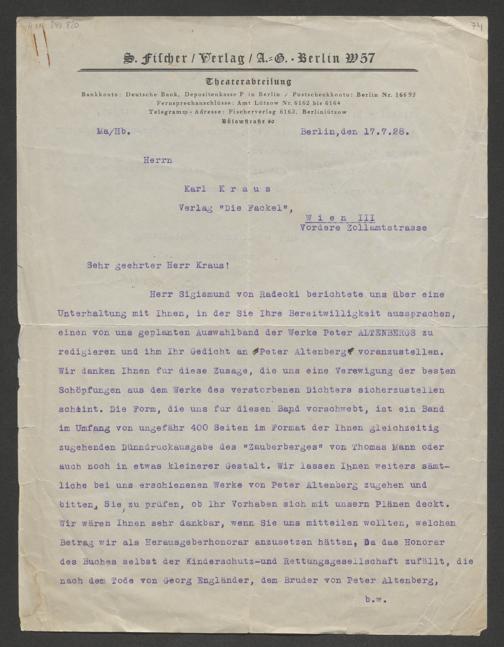 74
S. Fischer / Verlag / A.=G. · Berlin W57
Theaterabteilung
Bankkonto: Deutsche Bank, Depositenkasse P in Berlin / Postscheckkonto: Berlin Nr. 16692
Fernsprechanschlüsse: Amt Lützow Nr. 6162 bis 6164
Telegramm-Adresse: Fischerverlag 6162, Berlinlützow
Bülowstraße 90
Ma/Hb. Berlin,den 17.7.28.
Herrn
Karl K r a u s
Verlag "Die Fackel",
W i e n III
Vordere Zollamtstrasse
Sehr geehrter Herr Kraus!
Herr Sigismund von Radecki berichtete uns über eine
Unterhaltung mit Ihnen, in der Sie Ihre Bereitwilligkeit aussprachen,
einen von uns geplanten Auswahlband der Werke Peter ALTENBERGS zu
redigieren und ihm Ihr Gedicht an Peter Altenberg voranzustellen.
Wir danken Ihnen für diese Zusage, die uns eine Verewigung der besten
Schöpfungen aus dem Werke des verstorbenen Dichters sicherzustellen
scheint. Die Form, die uns für diesen Band vorschwebt, ist ein Band
im Umfang von ungefähr 400 Seiten im Format der Ihnen gleichzeitig
zugehenden Dünndruckausgabe des "Zauberberges" von Thomas Mann oder
auch noch in etwas kleinerer Gestalt. Wir lassen Ihnen weiters sämt-
liche bei uns erschienenen Werke von Peter Altenberg zugehen und
bitten, Sie, zu prüfen, ob Ihr Vorhaben sich mit unsern Plänen deckt.
Wir wären Ihnen sehr dankbar, wenn Sie uns mitteilen wollten, welchen
Betrag wir als Herausgeberhonorar anzusetzen hätten, Da das Honorar
des Buches selbst der Kinderschutz-und Rettungsgesellschaft zufällt, die
nach dem Tode von Georg Engländer, dem Bruder von Peter Altenberg,
b.w.